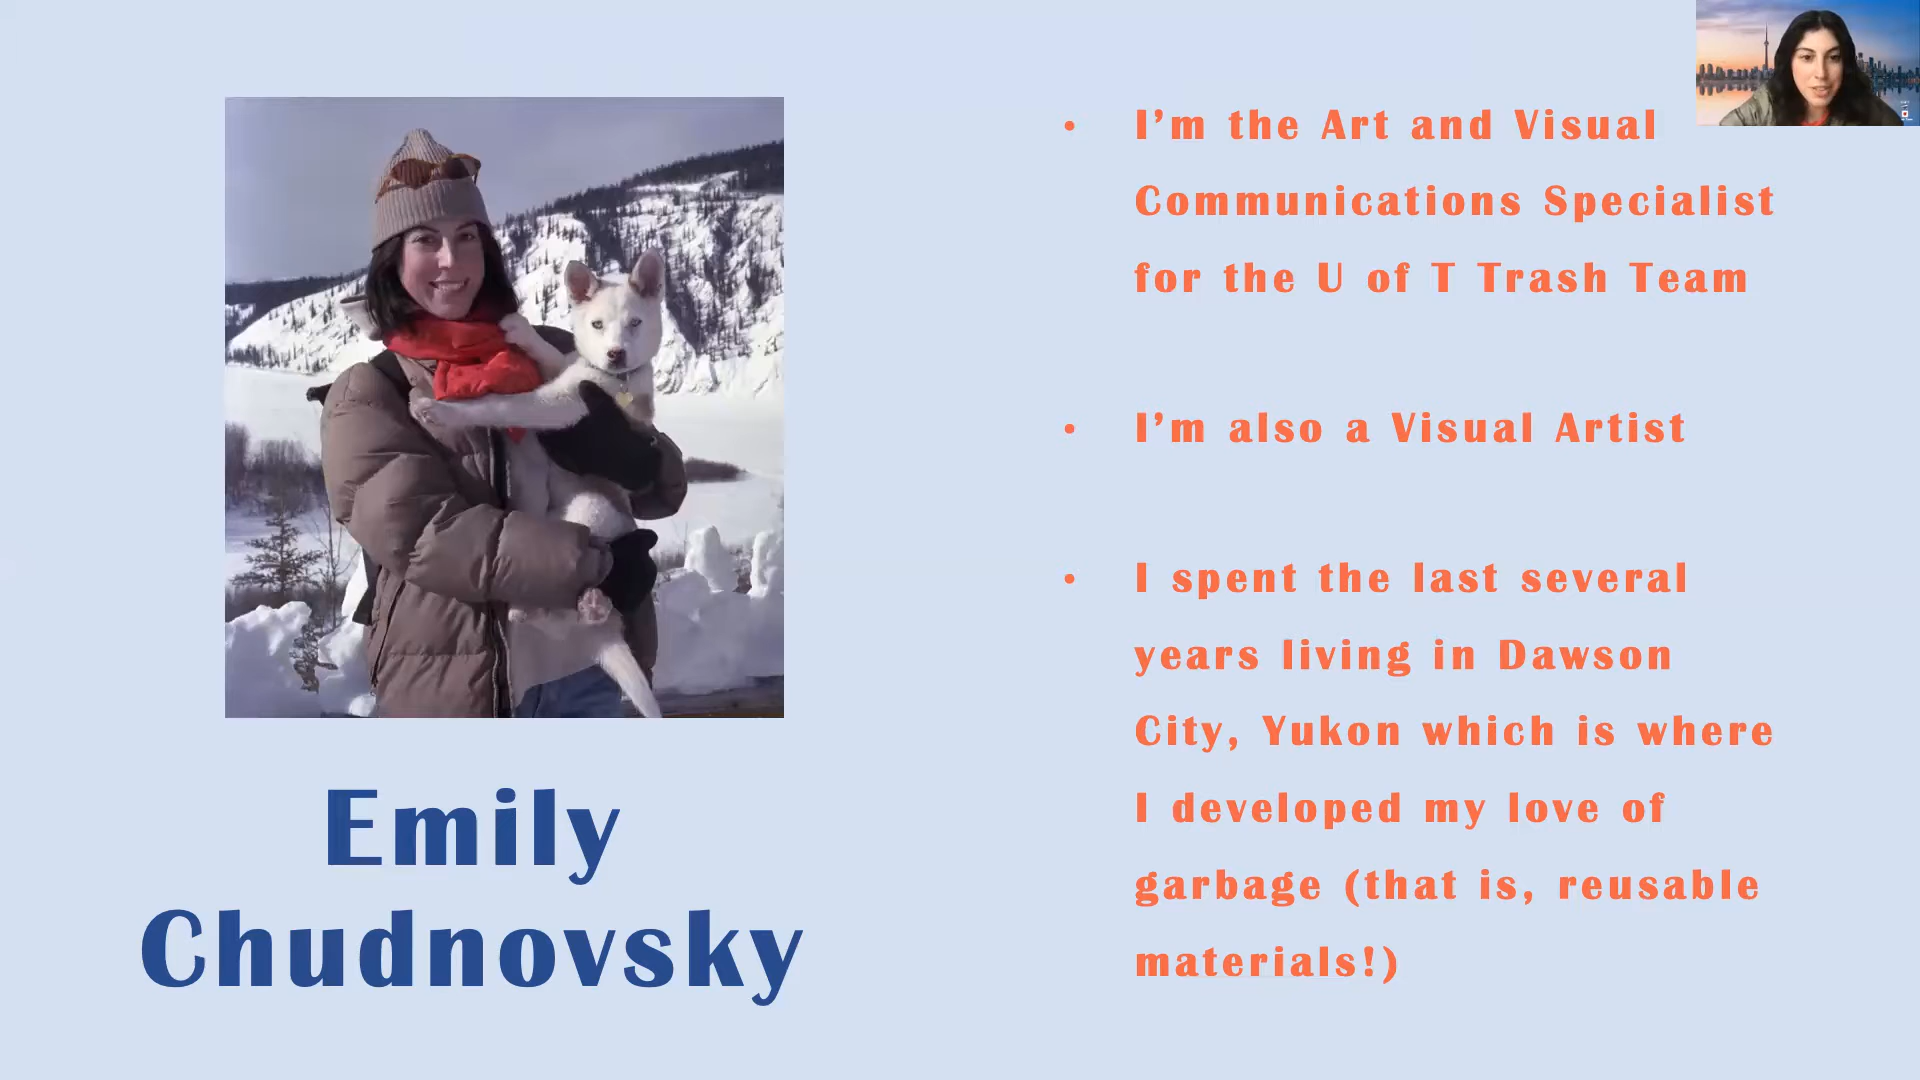 Emily
Chudnovsky
• I’m the Art and Visual
Communications Specialist
for the U of T Trash Team
• I’m also a Visual Artist
• I spent the last several
years living in Dawson
City, Yukon which is where
I developed my love of
garbage (that is, reusable
materials!)